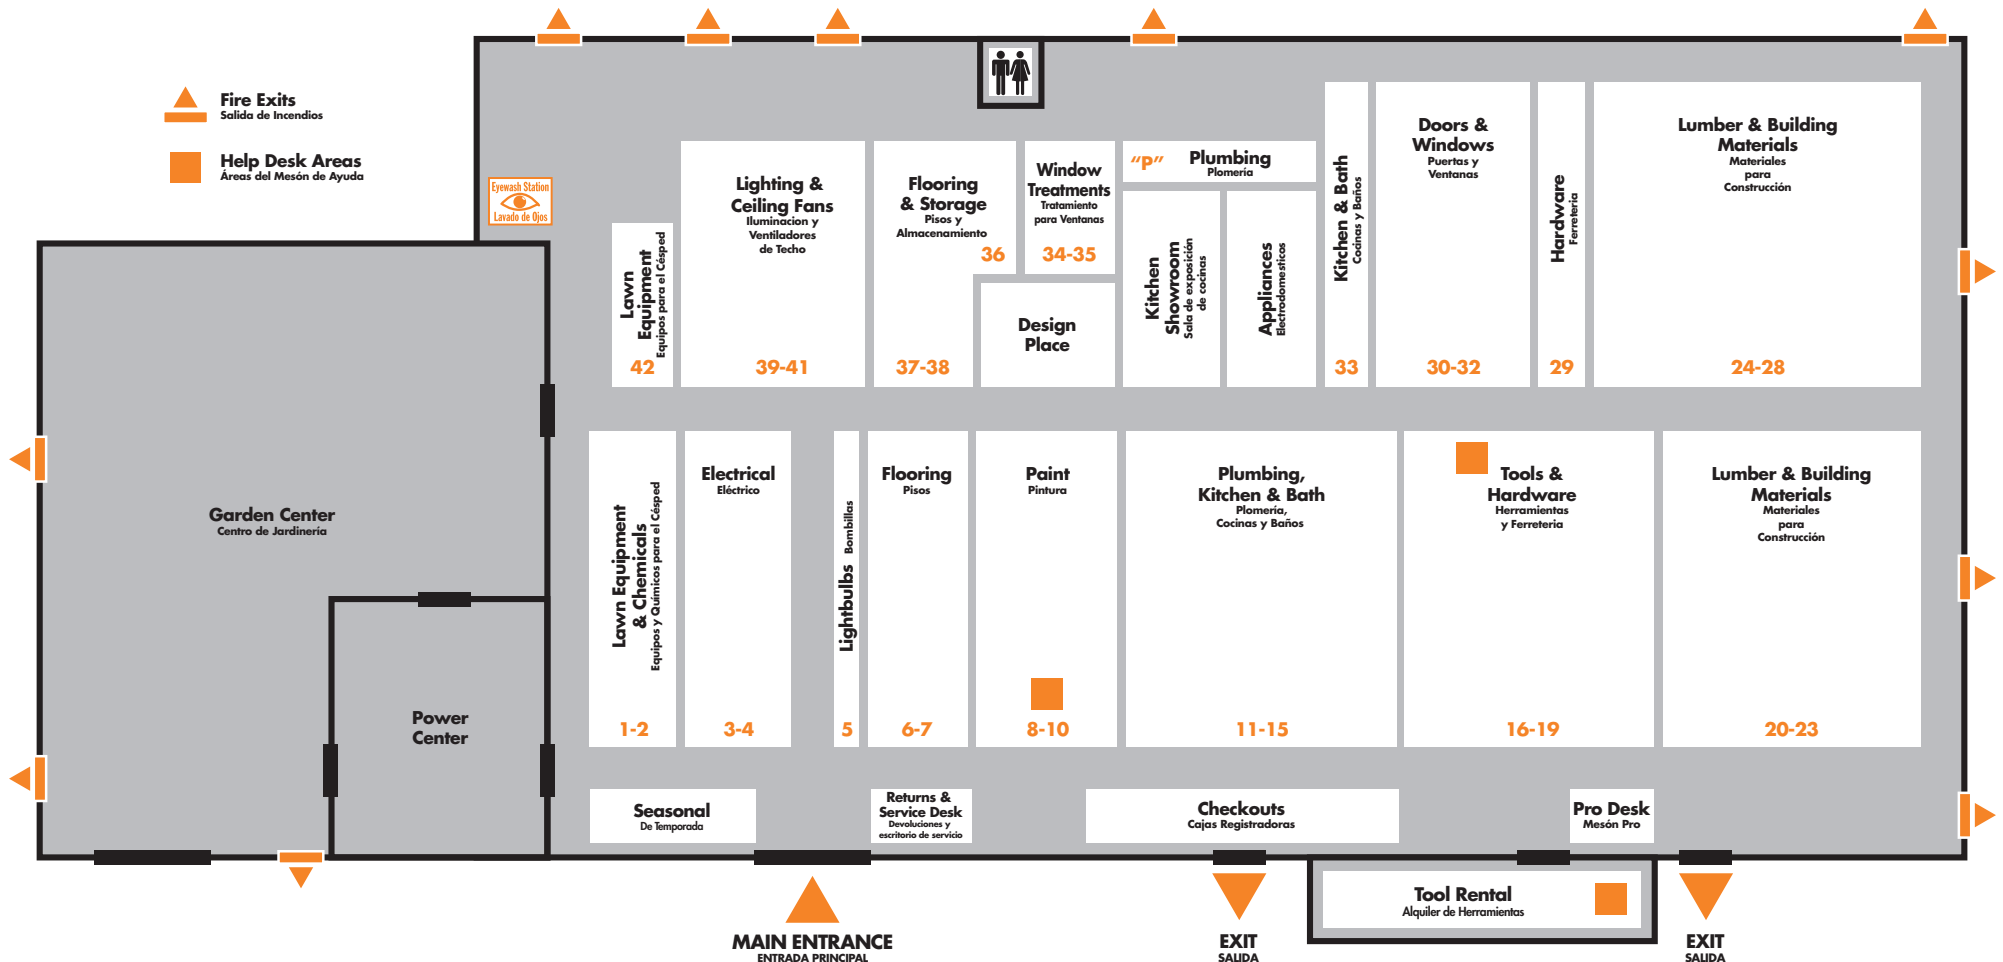 Fire Exits
Salida de Incendios
Help Desk Areas
Áreas del Mesón de Ayuda
Eyewash Station
Lavado de Ojos
Lawn
Equipment
Equipos para el Césped
42
Lighting &
Ceiling Fans
Iluminacion y
Ventiladores
de Techo
39-41
Flooring
& Storage
Pisos y
Almacenamiento
36
37-38
Window
Treatments
Tratamiento
para Ventanas
34-35
Design
Place
"P" Plumbing
Plomería
Kitchen
Showroom
Sala de exposición
de cocinas
Appliances
Electrodomesticos
Kitchen & Bath
Cocinas y Baños
33
Doors &
Windows
Puertas y
Ventanas
30-32
Hardware
Ferreteria
29
Lumber & Building
Materials
Materiales
para
Construcción
24-28
Garden Center
Centro de Jardinería
Power
Center
Lawn Equipment
& Chemicals
Equipos y Químicos para el Césped
1-2
Electrical
Eléctrico
3-4
Lightbulbs Bombillas
5
Flooring
Pisos
6-7
Paint
Pintura
8-10
Plumbing,
Kitchen & Bath
Plomería,
Cocinas y Baños
11-15
Tools &
Hardware
Herramientas
y Ferreteria
16-19
Lumber & Building
Materials
Materiales
para
Construcción
20-23
Seasonal
De Temporada
Returns &
Service Desk
Devoluciones y
escritorio de servicio
Checkouts
Cajas Registradoras
Pro Desk
Mesón Pro
Tool Rental
Alquiler de Herramientas
MAIN ENTRANCE
ENTRADA PRINCIPAL
EXIT
SALIDA
EXIT
SALIDA